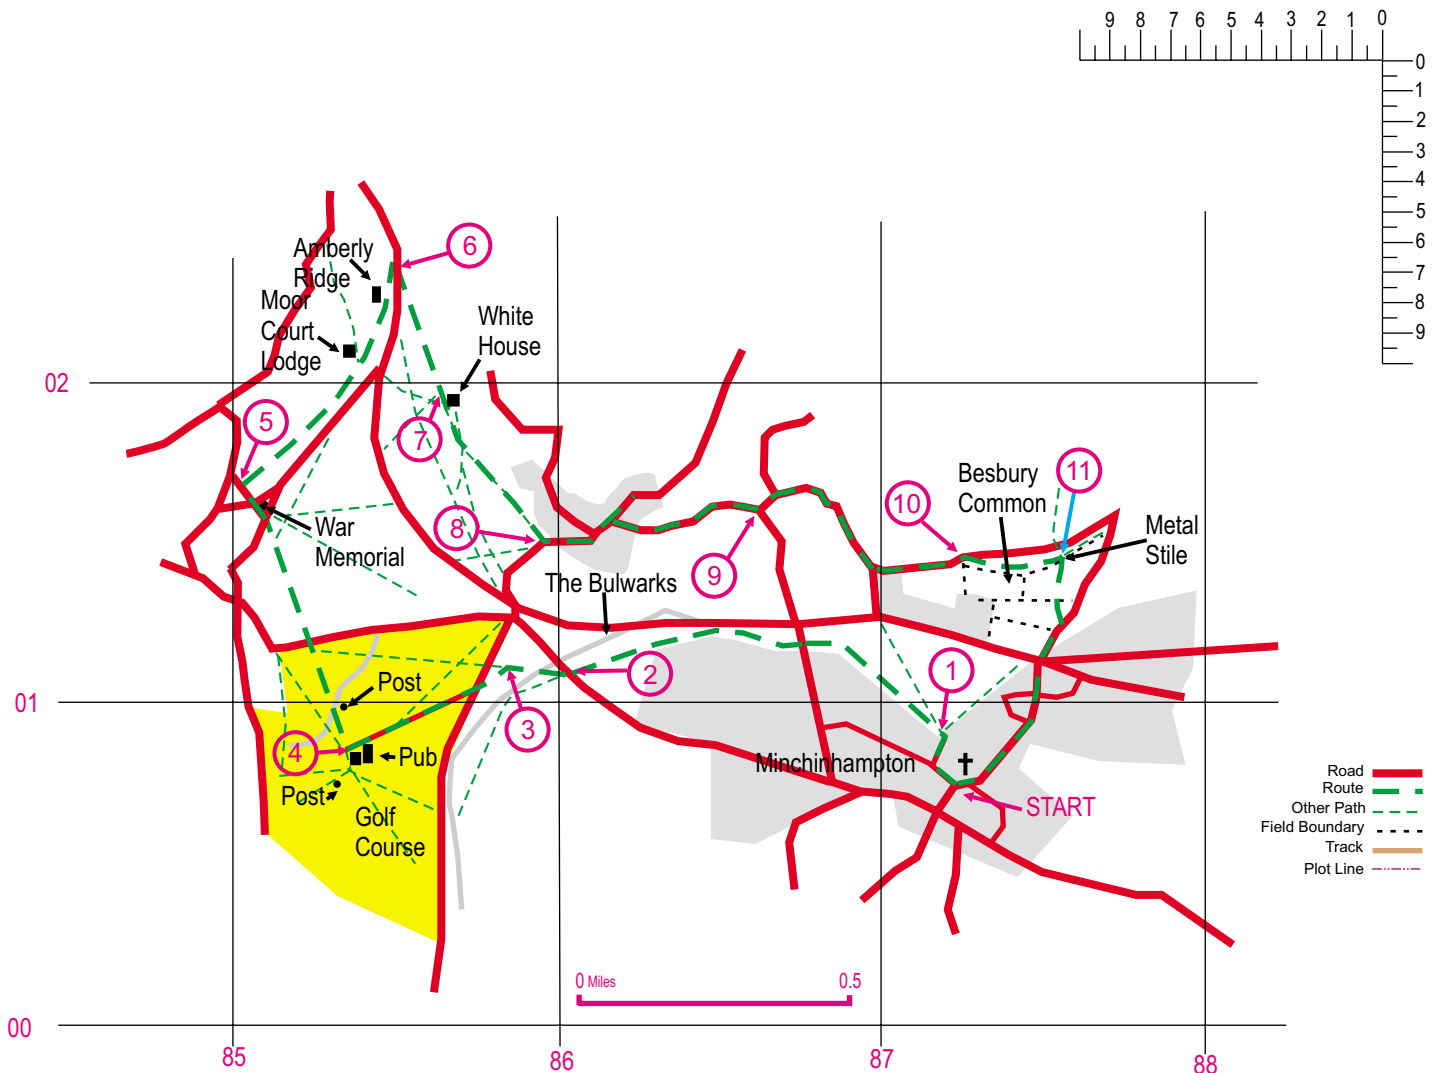 9 8 7 6 5 4 3 2 1 0
0
1
2
3
4
5
6
7
8
9
Amberly
Ridge
6
Moor
Court
Lodge
White
House
02
5
7
War
Memorial
8
The Bulwarks
9
10
Besbury
Common
11
Metal
Stile
1
2
3
01
Post
4
Pub
Post
Golf
Course
Minchinhampton
START
Road
Route
Other Path
Field Boundary
Track
Plot Line
0 Miles 0.5
00
85 86 87 88